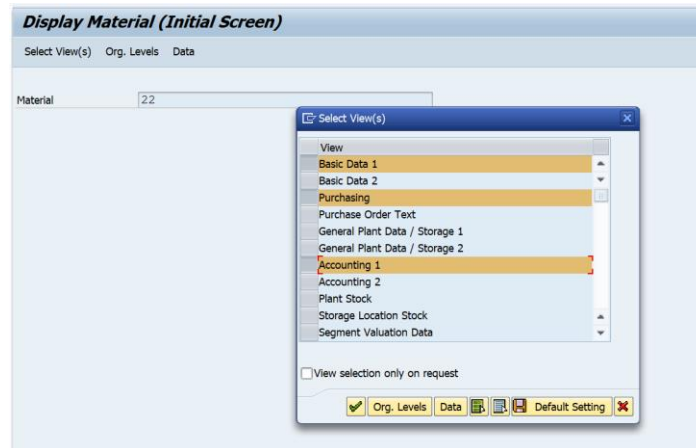 Display Material (Initial Screen)
Select View(s) Org. Levels Data
Material 22
Select View(s)
View
Basic Data 1
Basic Data 2
Purchasing
Purchase Order Text
General Plant Data / Storage 1
General Plant Data / Storage 2
Accounting 1
Accounting 2
Plant Stock
Storage Location Stock
Segment Valuation Data
View selection only on request
Org. Levels Data Default Setting